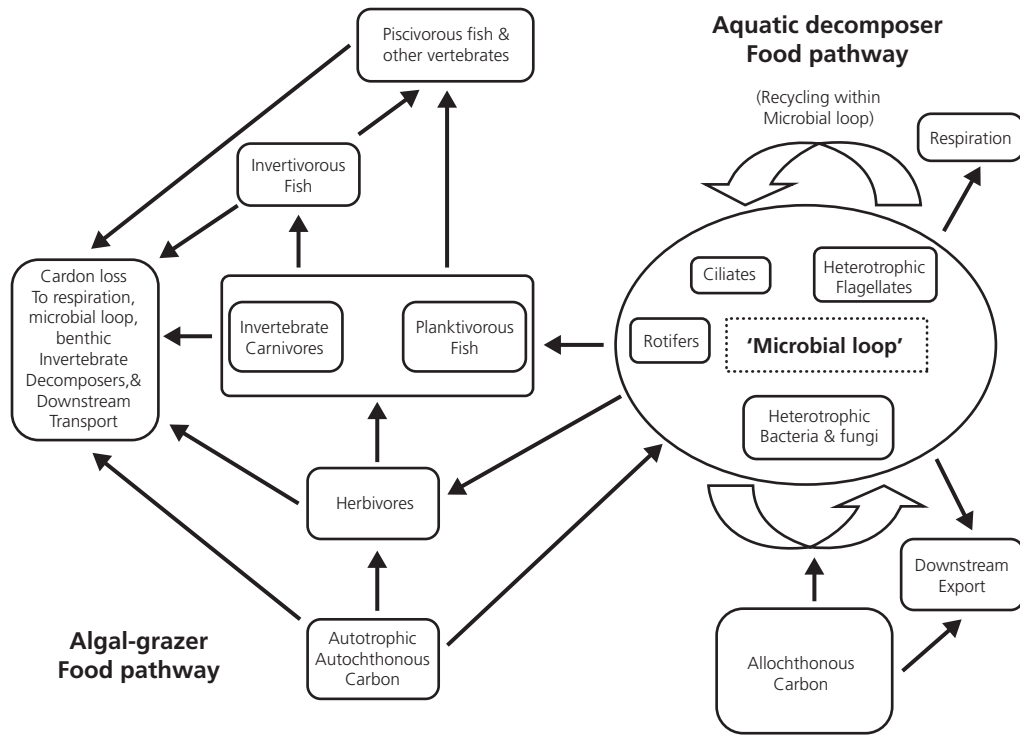 Piscivorous fish &
other vertebrates
Aquatic decomposer
Food pathway
(Recycling within
Microbial loop)
Respiration
Invertivorous
Fish
Cardon loss
To respiration,
microbial loop,
benthic
Invertebrate
Decomposers,&
Downstream
Transport
Invertebrate
Carnivores
Planktivorous
Fish
Ciliates
Heterotrophic
Flagellates
Rotifers
'Microbial loop'
Heterotrophic
Bacteria & fungi
Herbivores
Downstream
Export
Algal-grazer
Food pathway
Autotrophic
Autochthonous
Carbon
Allochthonous
Carbon